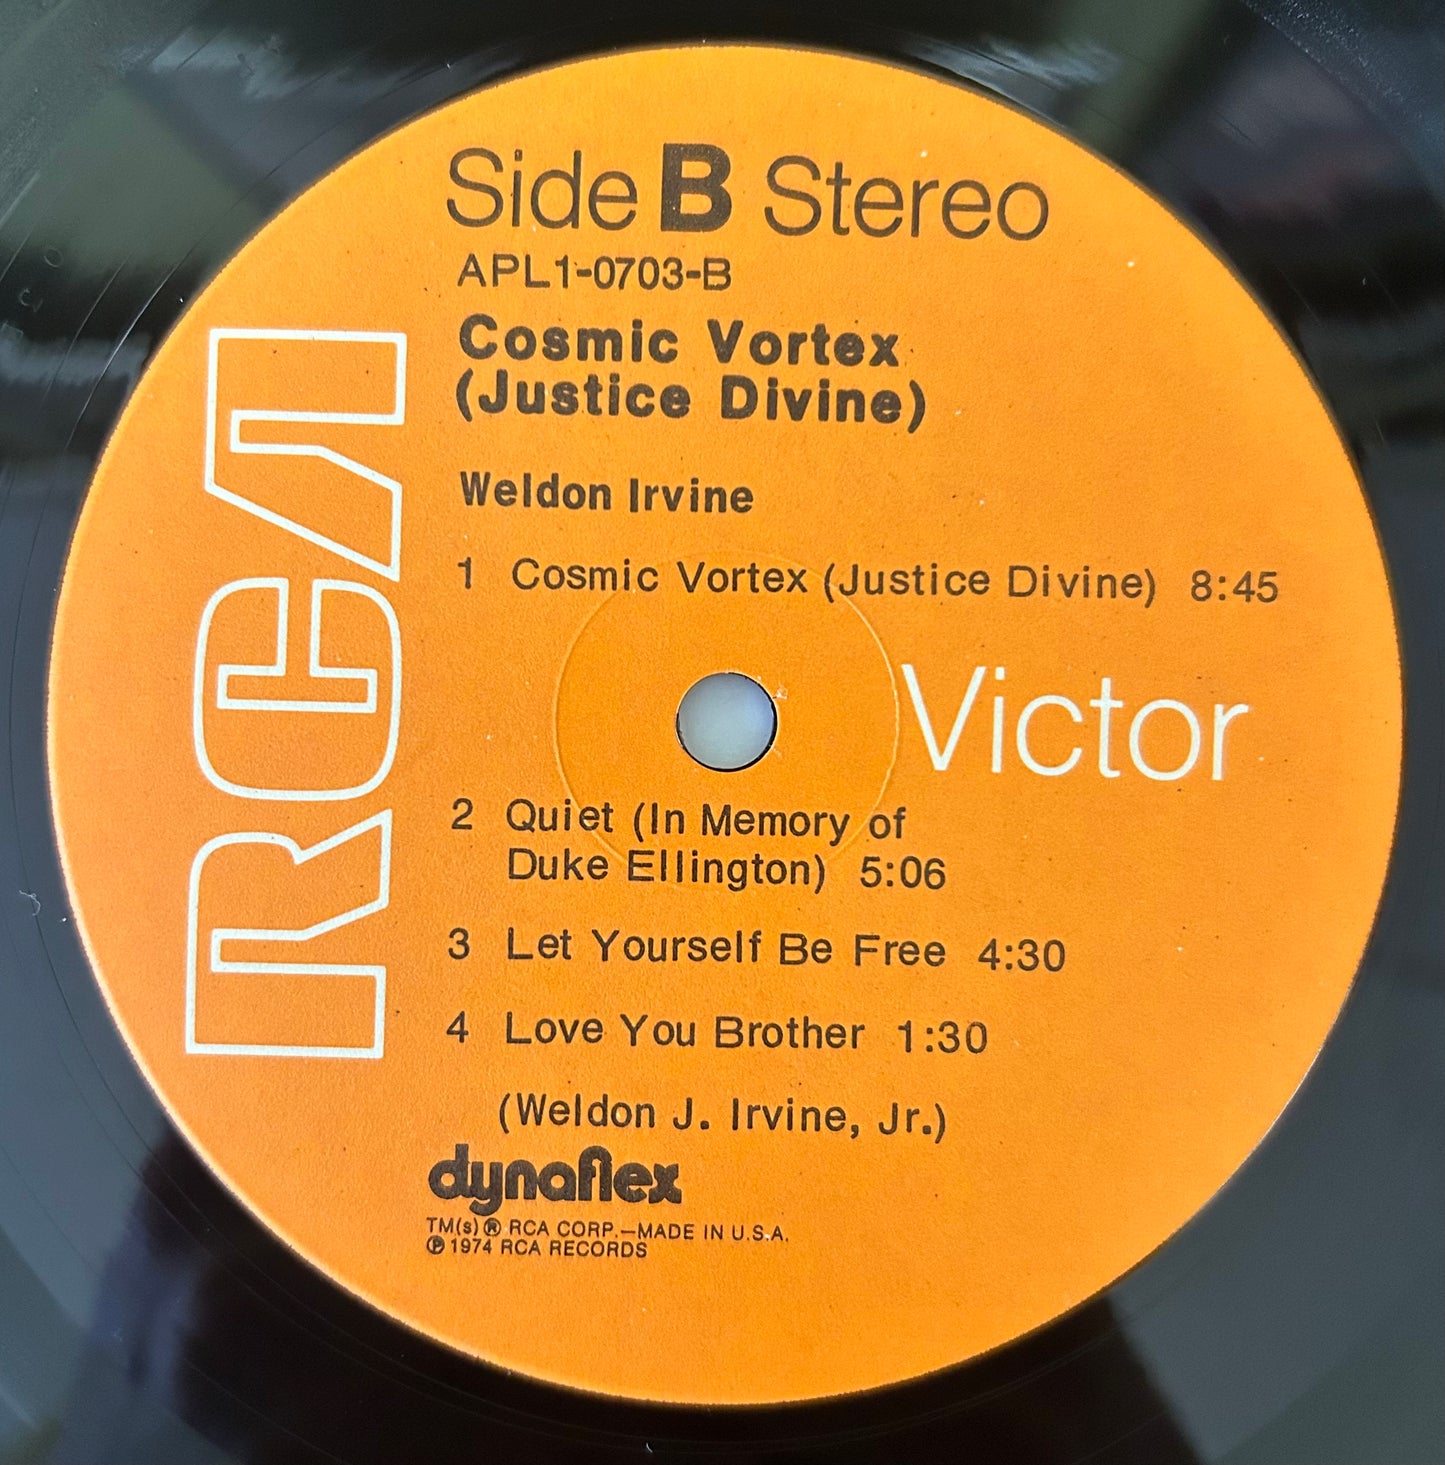 Side B Stereo
APL1-0703-B
Cosmic Vortex
(Justice Divine)
Weldon Irvine
1 Cosmic Vortex (Justice Divine) 8:45
RCA
Victor
2 Quiet (In Memory of
Duke Ellington) 5:06
3 Let Yourself Be Free 4:30
4 Love You Brother 1:30
(Weldon J. Irvine, Jr.)
dynaflex
TM(s) ® RCA CORP.—MADE IN U.S.A.
℗ 1974 RCA RECORDS